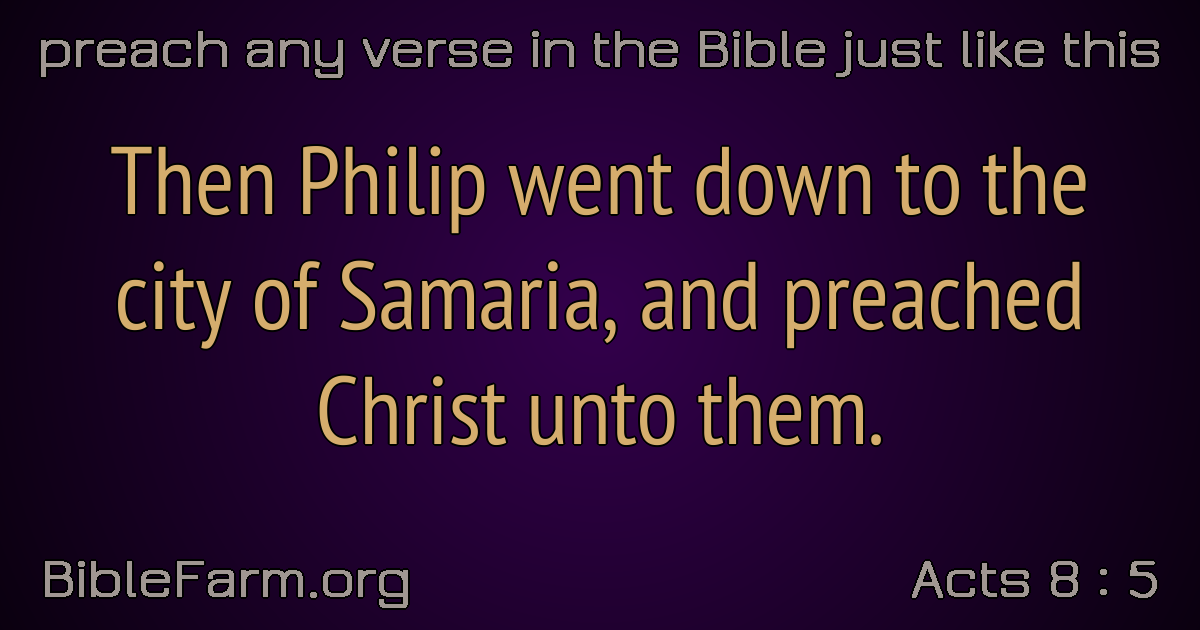 preach any verse in the Bible just like this
Then Philip went down to the
city of Samaria, and preached
Christ unto them.
BibleFarm.org
Acts 8 : 5